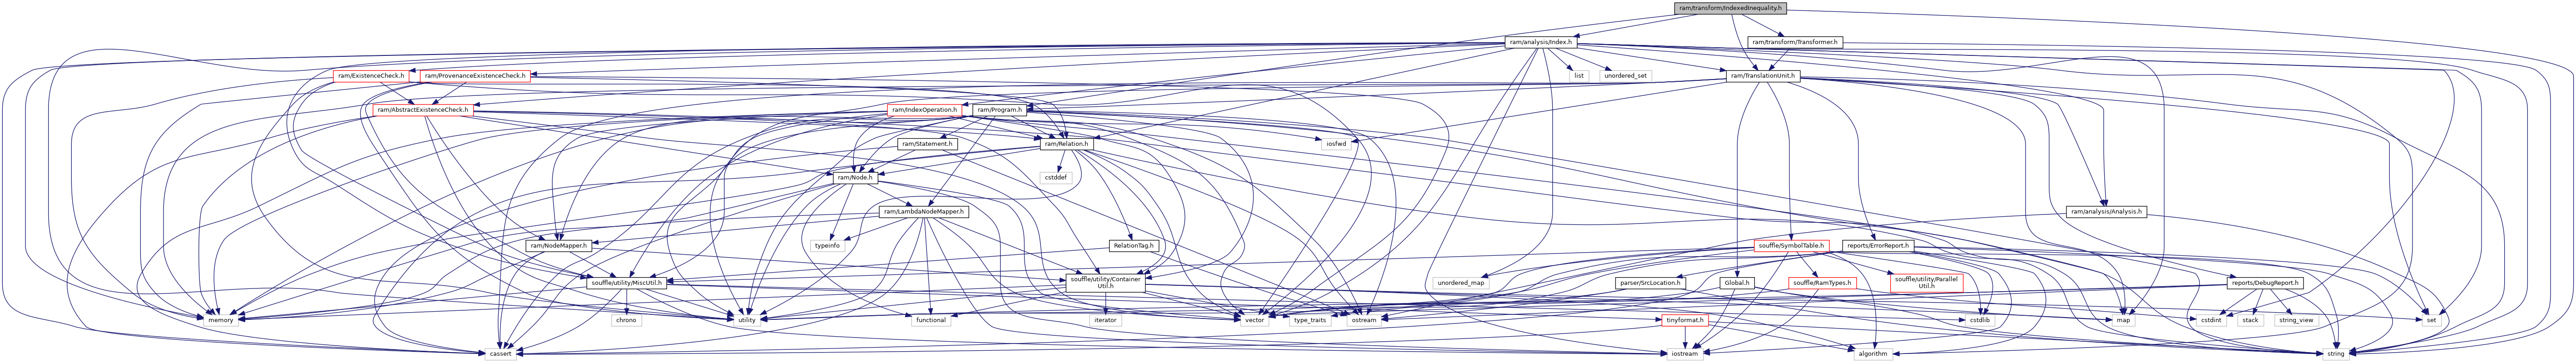 ram/transform/IndexedInequality.h
ram/analysis/Index.h
ram/transform/Transformer.h
ram/ExistenceCheck.h
ram/ProvenanceExistenceCheck.h
list
unordered_set
ram/TranslationUnit.h
ram/AbstractExistenceCheck.h
ram/IndexOperation.h
ram/Program.h
ram/Statement.h
ram/Relation.h
iosfwd
ram/Node.h
cstddef
ram/LambdaNodeMapper.h
ram/analysis/Analysis.h
ram/NodeMapper.h
typeinfo
RelationTag.h
souffle/SymbolTable.h
reports/ErrorReport.h
souffle/utility/MiscUtil.h
souffle/utility/Container
Util.h
unordered_map
parser/SrcLocation.h
Global.h
souffle/RamTypes.h
souffle/utility/Parallel
Util.h
reports/DebugReport.h
memory
chrono
utility
functional
iterator
vector
type_traits
ostream
tinyformat.h
cstdlib
map
cstdint
stack
string_view
set
cassert
iostream
algorithm
string